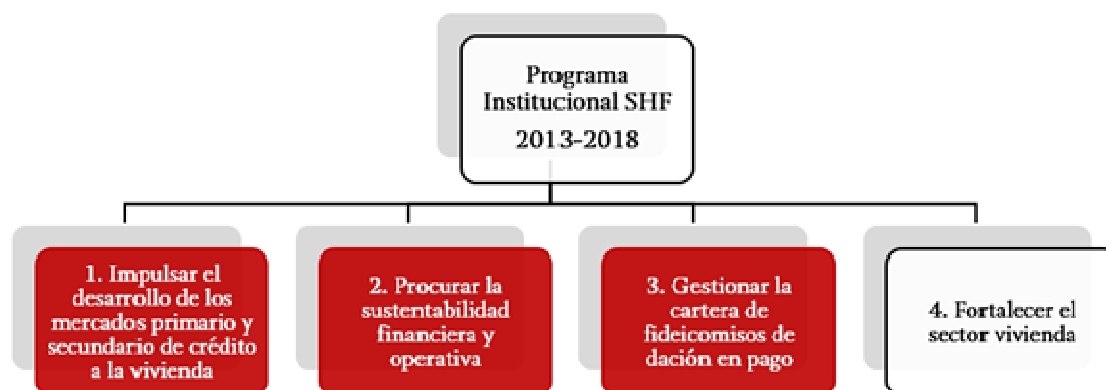 Programa
Institucional SHF
2013-2018
1. Impulsar el
desarrollo de los
mercados primario y
secundario de crédito
a la vivienda
2. Procurar la
sustentabilidad
financiera y
operativa
3. Gestionar la
cartera de
fideicomisos de
dación en pago
4. Fortalecer el
sector vivienda